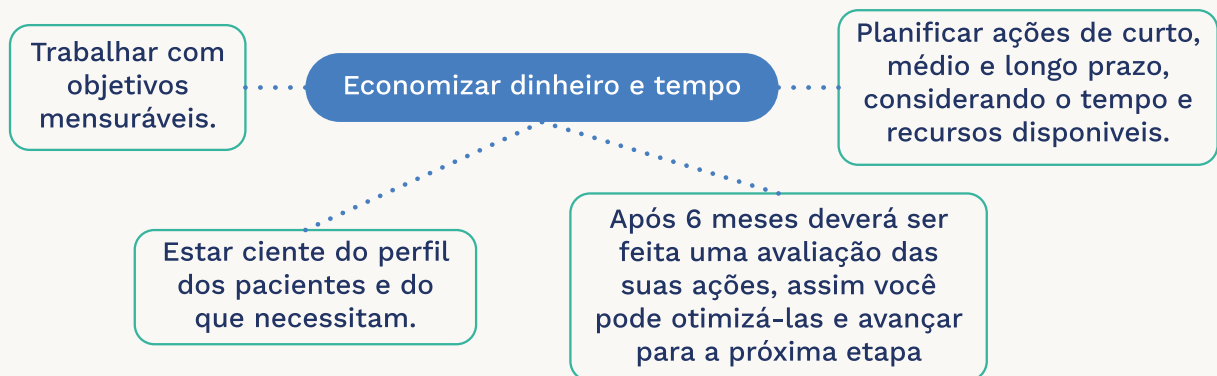 Trabalhar com
objetivos
mensuráveis.
Economizar dinheiro e tempo
Planificar ações de curto,
médio e longo prazo,
considerando o tempo e
recursos disponiveis.
Estar ciente do perfil
dos pacientes e do
que necessitam.
Após 6 meses deverá ser
feita uma avaliação das
suas ações, assim você
pode otimizá-las e avançar
para a próxima etapa